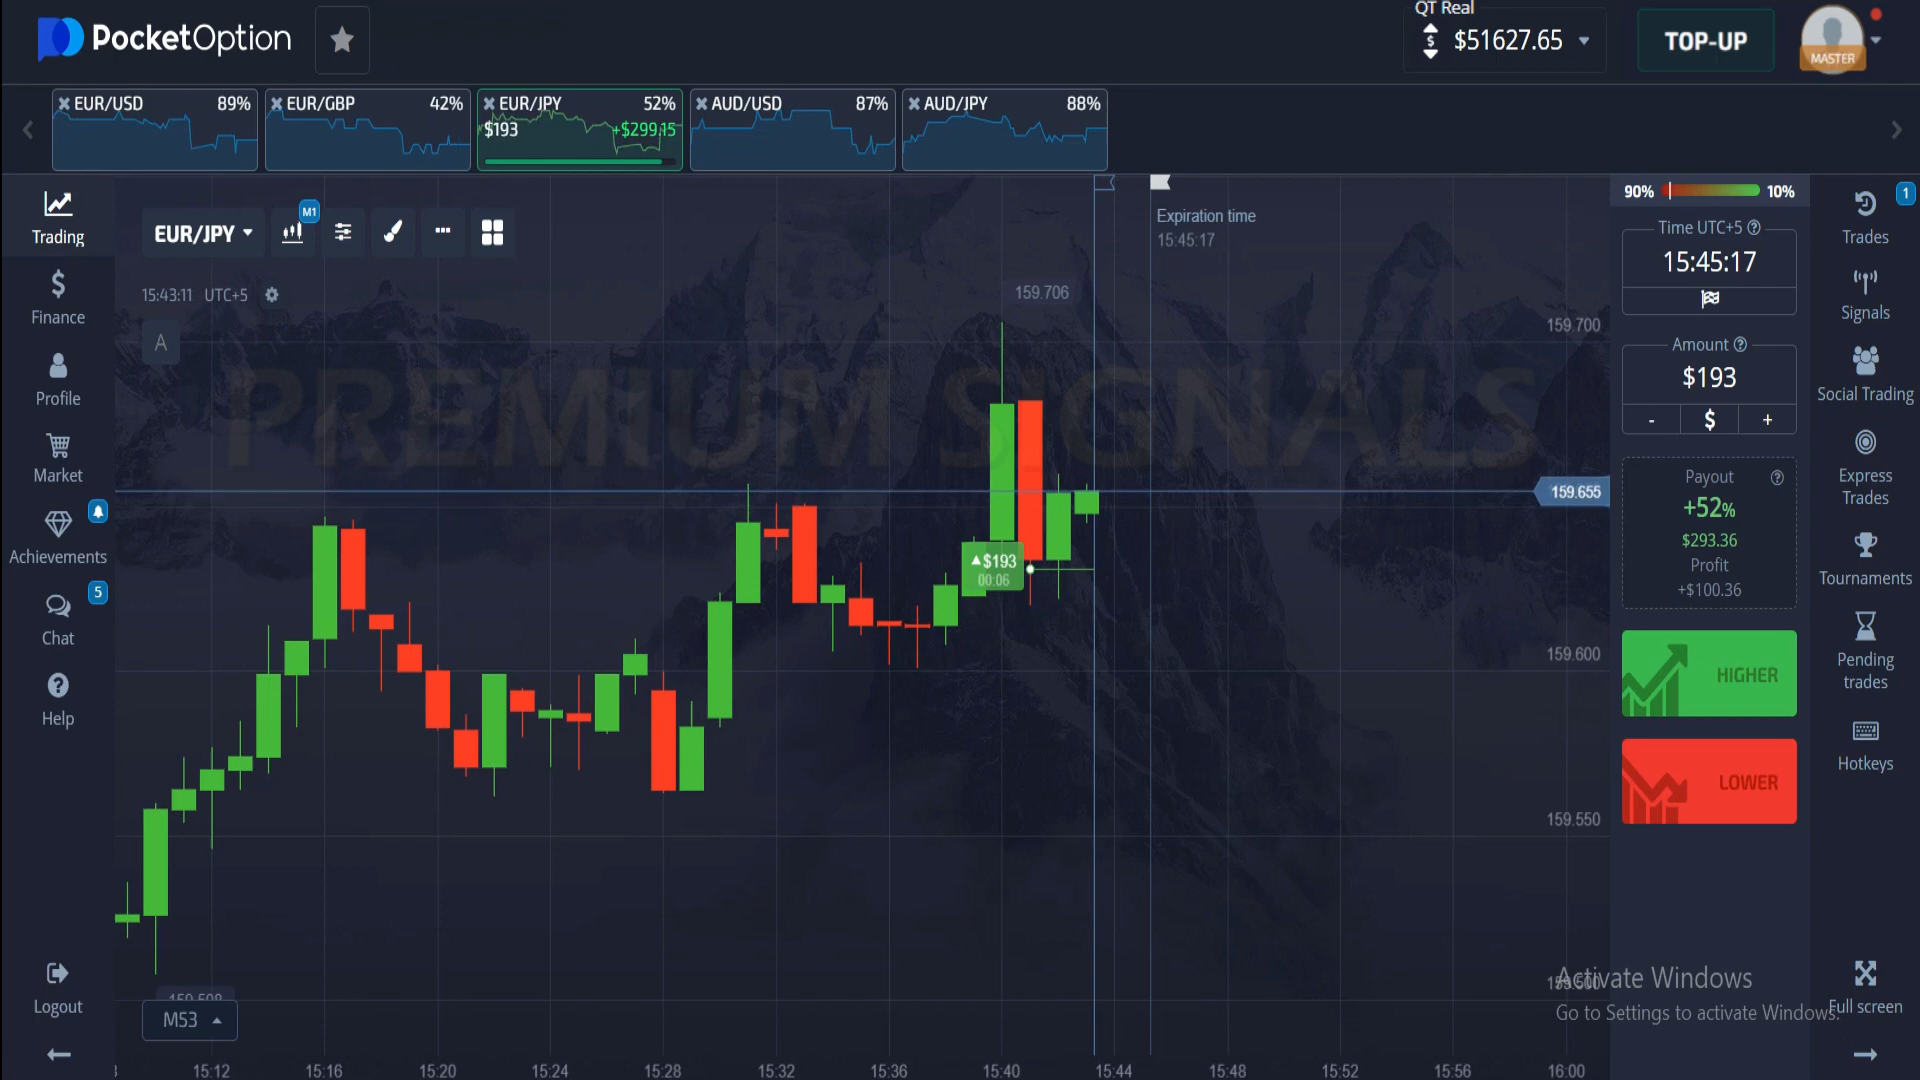 PocketOption
QT Real
$51627.65
TOP-UP
MASTER
EUR/USD 89%
EUR/GBP 42%
EUR/JPY 52%
$193 +$299.15
AUD/USD 87%
AUD/JPY 88%
Trading
Finance
Profile
Market
Achievements
5
Chat
Help
Logout
EUR/JPY
M1
15:43:11 UTC+5
A
PREMIUM SIGNALS
Expiration time
15:45:17
159.706
159.700
159.655
159.600
159.550
$193
00:06
M53
15:12 15:16 15:20 15:24 15:28 15:32 15:36 15:40 15:44 15:48 15:52 15:56 16:00
90% 10%
Time UTC+5
15:45:17
Amount
$193
- $ +
Payout
+52%
$293.36
Profit
+$100.36
HIGHER
LOWER
1
Trades
Signals
Social Trading
Express
Trades
Tournaments
Pending
trades
Hotkeys
Full screen
Activate Windows
Go to Settings to activate Windows.